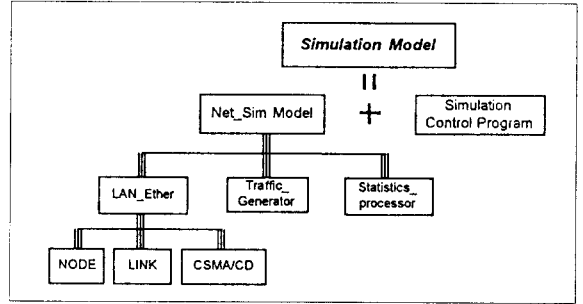 Simulation Model
=
Net_Sim Model
+
Simulation
Control Program
LAN_Ether
Traffic_
Generator
Statistics_
processor
NODE
LINK
CSMA/CD